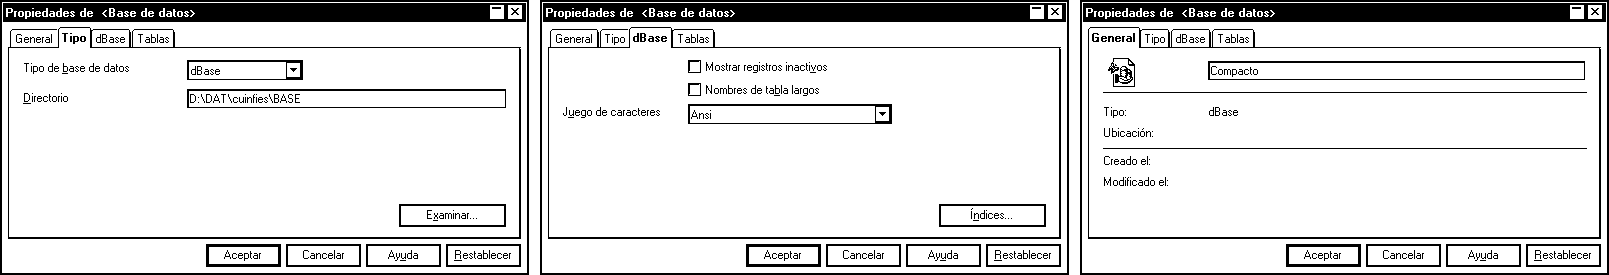 Propiedades de <Base de datos>
General Tipo dBase Tablas
Tipo de base de datos dBase
Directorio D:\DAT\cuinfies\BASE
Examinar...
Aceptar Cancelar Ayuda Restablecer
Propiedades de <Base de datos>
General Tipo dBase Tablas
Mostrar registros inactivos
Nombres de tabla largos
Juego de caracteres Ansi
Índices...
Aceptar Cancelar Ayuda Restablecer
Propiedades de <Base de datos>
General Tipo dBase Tablas
Compacto
Tipo: dBase
Ubicación:
Creado el:
Modificado el:
Aceptar Cancelar Ayuda Restablecer